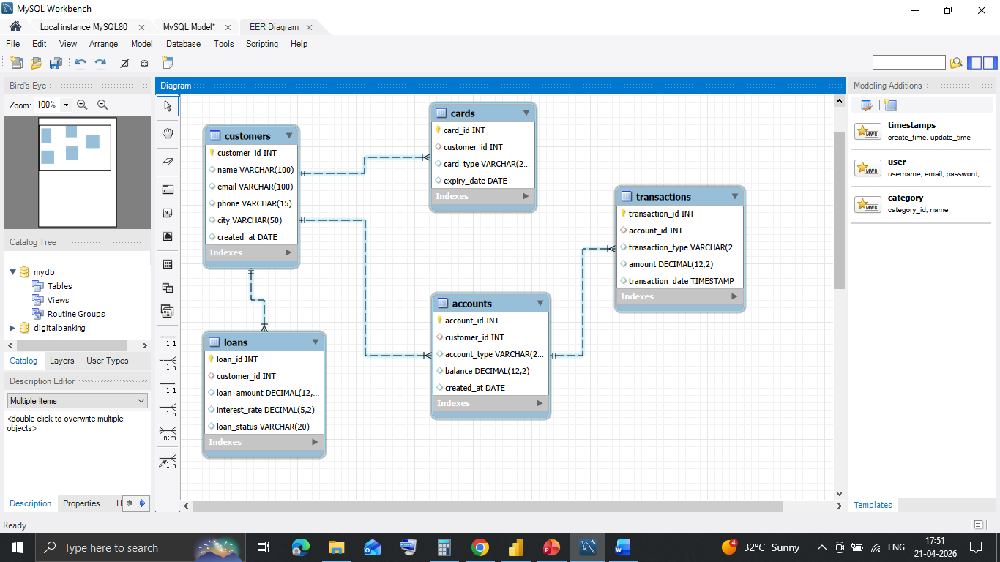 MySQL Workbench
Local instance MySQL80
MySQL Model*
EER Diagram
File Edit View Arrange Model Database Tools Scripting Help
Bird's Eye
Zoom: 100%
Catalog Tree
mydb
Tables
Views
Routine Groups
digitalbanking
Catalog Layers User Types
Description Editor
Multiple Items
<double-click to overwrite multiple
objects>
Description Properties H
Ready
Diagram
1:1
1:n
1:1
1:n
n:m
1:n
customers
customer_id INT
name VARCHAR(100)
email VARCHAR(100)
phone VARCHAR(15)
city VARCHAR(50)
created_at DATE
Indexes
cards
card_id INT
customer_id INT
card_type VARCHAR(2...
expiry_date DATE
Indexes
transactions
transaction_id INT
account_id INT
transaction_type VARCHAR(2...
amount DECIMAL(12,2)
transaction_date TIMESTAMP
Indexes
loans
loan_id INT
customer_id INT
loan_amount DECIMAL(12,...
interest_rate DECIMAL(5,2)
loan_status VARCHAR(20)
Indexes
accounts
account_id INT
customer_id INT
account_type VARCHAR(2...
balance DECIMAL(12,2)
created_at DATE
Indexes
Modeling Additions
MWB
timestamps
create_time, update_time
MWB
user
username, email, password, ...
MWB
category
category_id, name
Templates
Type here to search
4
32°C Sunny
ENG
17:51
21-04-2026